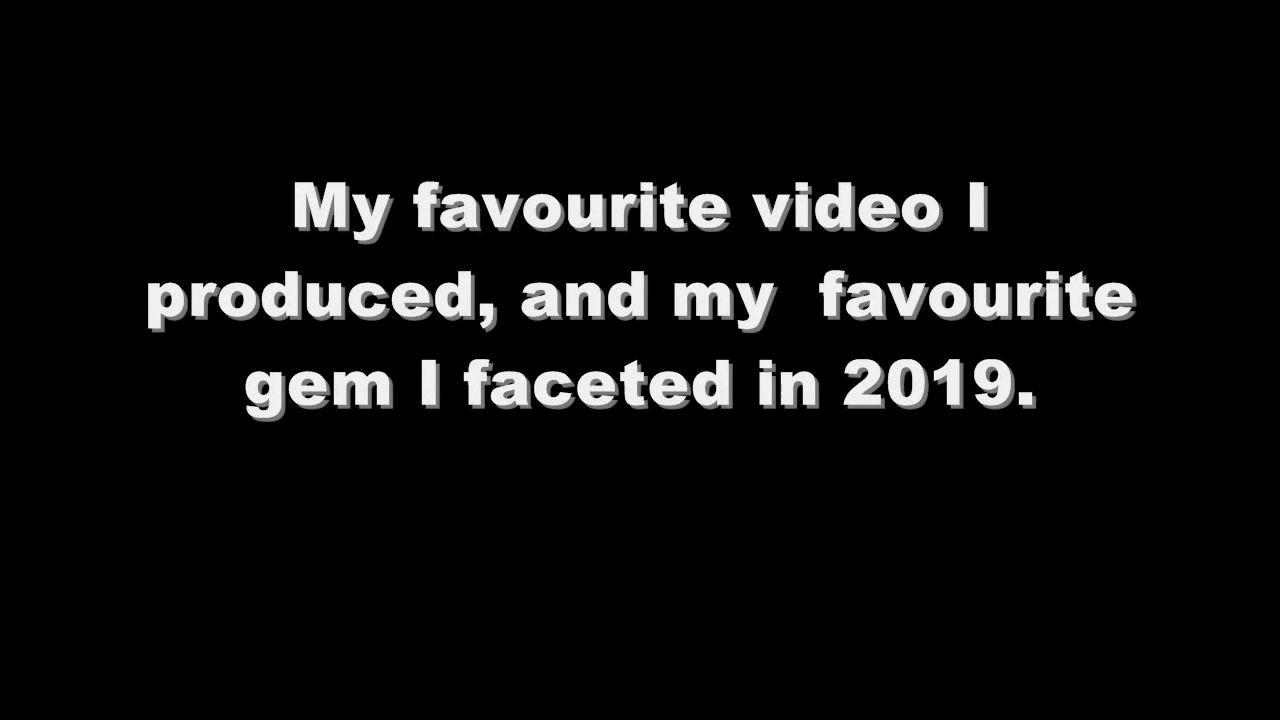 My favourite video I
produced, and my  favourite
gem I faceted in 2019.